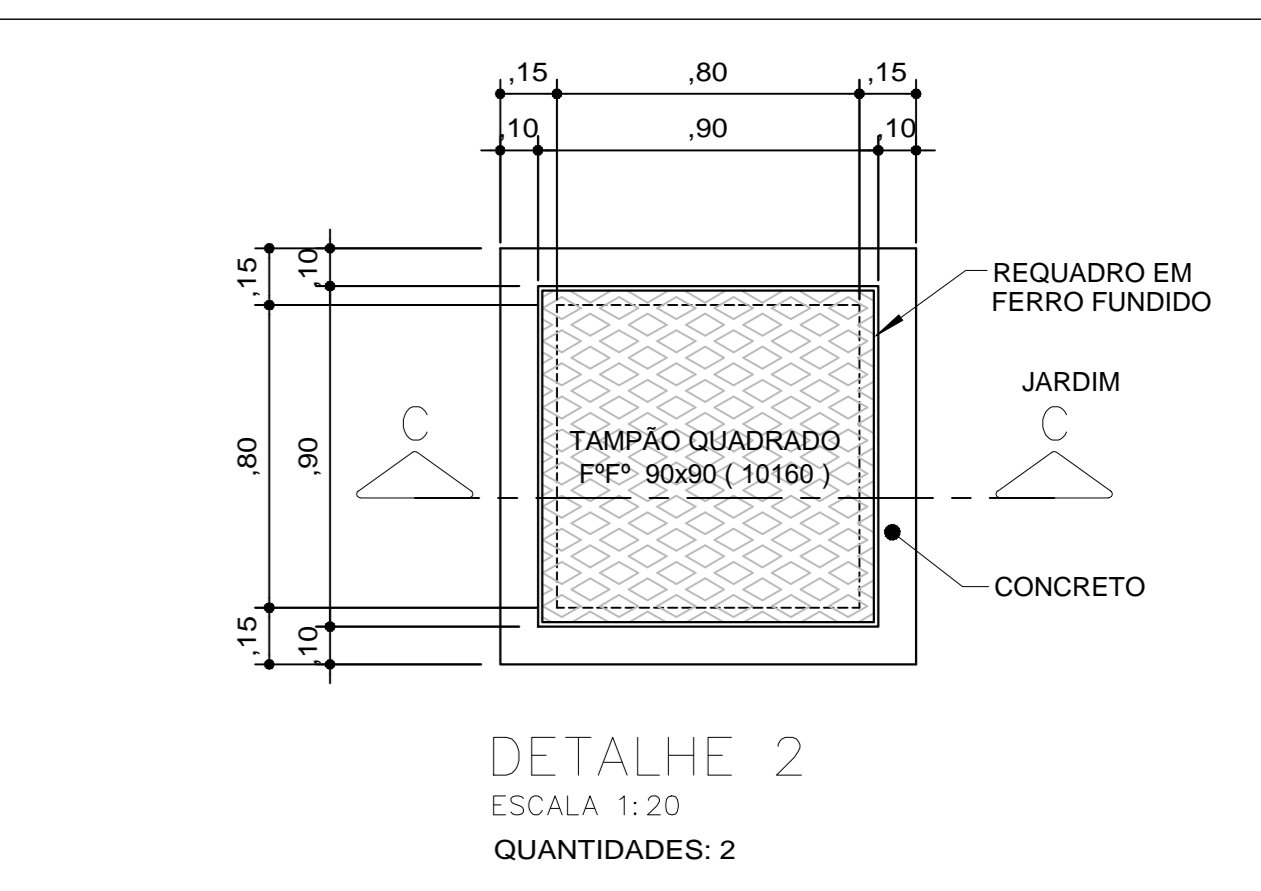 ,15 ,80 ,15
,10 ,90 ,10
,15 ,10
REQUADRO EM
FERRO FUNDIDO
JARDIM
C C
,80 ,90
TAMPÃO QUADRADO
FºFº 90x90 ( 10160 )
CONCRETO
,15 ,10
DETALHE 2
ESCALA 1:20
QUANTIDADES: 2